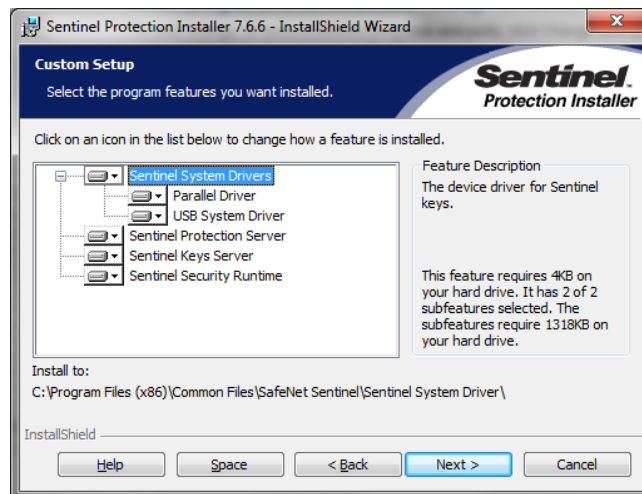 Sentinel Protection Installer 7.6.6 - InstallShield Wizard
Custom Setup
Select the program features you want installed.
Sentinel.
Protection Installer
Click on an icon in the list below to change how a feature is installed.
Sentinel System Drivers
Parallel Driver
USB System Driver
Sentinel Protection Server
Sentinel Keys Server
Sentinel Security Runtime
Feature Description
The device driver for Sentinel
keys.
This feature requires 4KB on
your hard drive. It has 2 of 2
subfeatures selected. The
subfeatures require 1318KB on
your hard drive.
Install to:
C:\Program Files (x86)\Common Files\SafeNet Sentinel\Sentinel System Driver\
InstallShield
Help
Space
< Back
Next >
Cancel